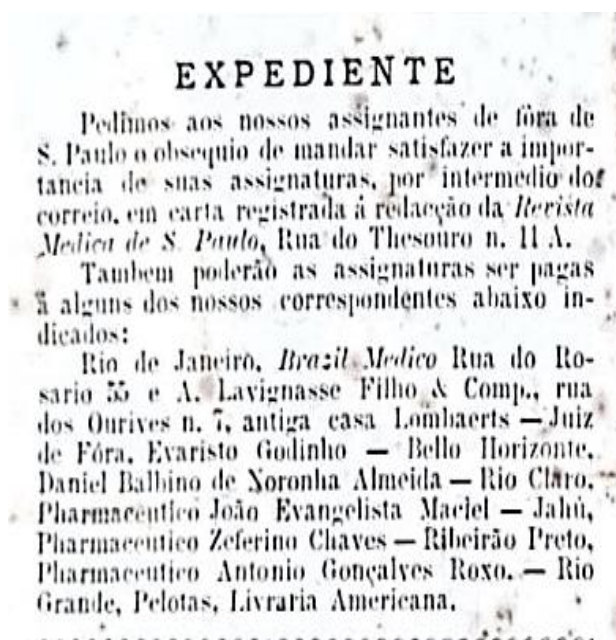 EXPEDIENTE
Pedimos aos nossos assignantes de fóra de
S. Paulo o obsequio de mandar satisfazer a impor-
tancia de suas assignaturas, por intermedio do
correio, em carta registrada á redacção da Revista
Medica de S. Paulo, Rua do Thesouro n. 11 A.
Tambem poderão as assignaturas ser pagas
á alguns dos nossos correspondentes abaixo in-
dicados:
Rio de Janeiro, Brazil Medico Rua do Ro-
sario 55 e A. Lavignasse Filho & Comp., rua
dos Ourives n. 7, antiga casa Lombaerts — Juiz
de Fóra, Evaristo Godinho — Bello Horizonte,
Daniel Balbino de Noronha Almeida — Rio Claro,
Pharmaceutico João Evangelista Maciel — Jahú,
Pharmaceutico Zeferino Chaves — Ribeirão Preto,
Pharmaceutico Antonio Gonçalves Roxo. — Rio
Grande, Pelotas, Livraria Americana.